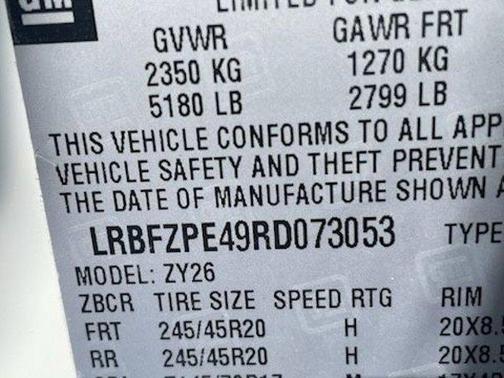 GM
LIMITED
GVWR GAWR FRT
2350 KG 1270 KG
5180 LB 2799 LB
THIS VEHICLE CONFORMS TO ALL APP
VEHICLE SAFETY AND THEFT PREVENT
THE DATE OF MANUFACTURE SHOWN A
LRBFZPE49RD073053 TYPE
MODEL: ZY26
ZBCR TIRE SIZE SPEED RTG RIM
FRT 245/45R20 H 20X8.5
RR 245/45R20 H 20X8.5